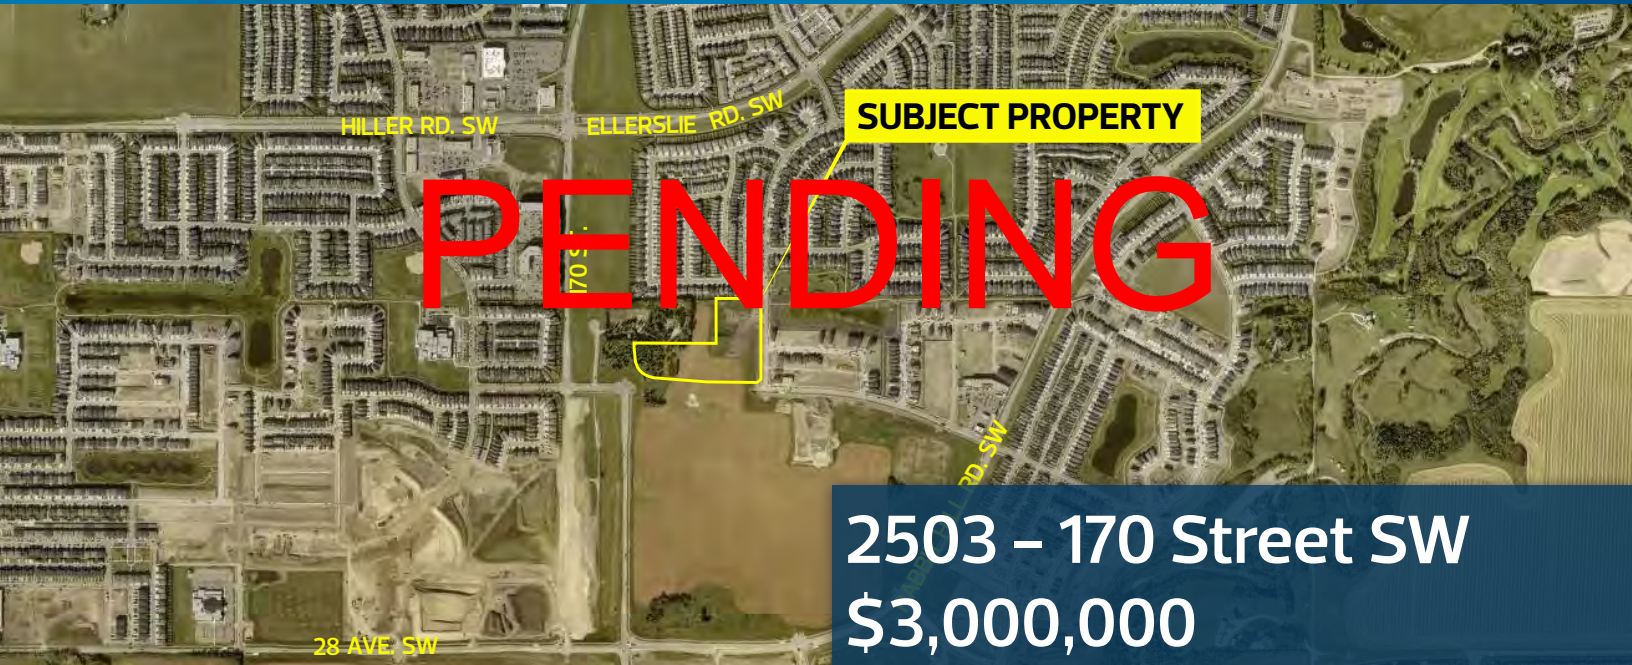 HILLER RD. SW
ELLERSLIE RD. SW
SUBJECT PROPERTY
PENDING
170 ST.
RD. SW
2503 – 170 Street SW
$3,000,000
28 AVE. SW